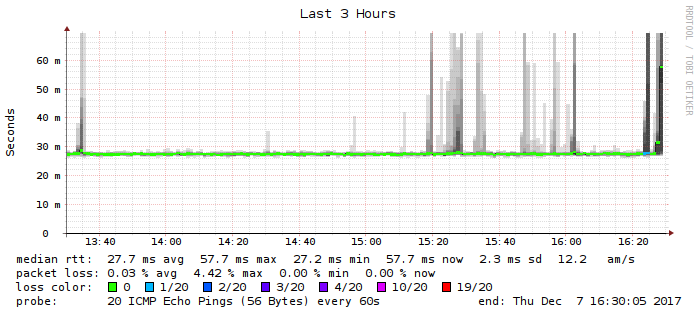 Last 3 Hours
RRDTOOL / TOBI OETIKER
Seconds
60 m
50 m
40 m
30 m
20 m
10 m
0
13:40 14:00 14:20 14:40 15:00 15:20 15:40 16:00 16:20
median rtt: 27.7 ms avg 57.7 ms max 27.2 ms min 57.7 ms now 2.3 ms sd 12.2 am/s
packet loss: 0.03 % avg 4.42 % max 0.00 % min 0.00 % now
loss color: 0 1/20 2/20 3/20 4/20 10/20 19/20
probe: 20 ICMP Echo Pings (56 Bytes) every 60s end: Thu Dec 7 16:30:05 2017